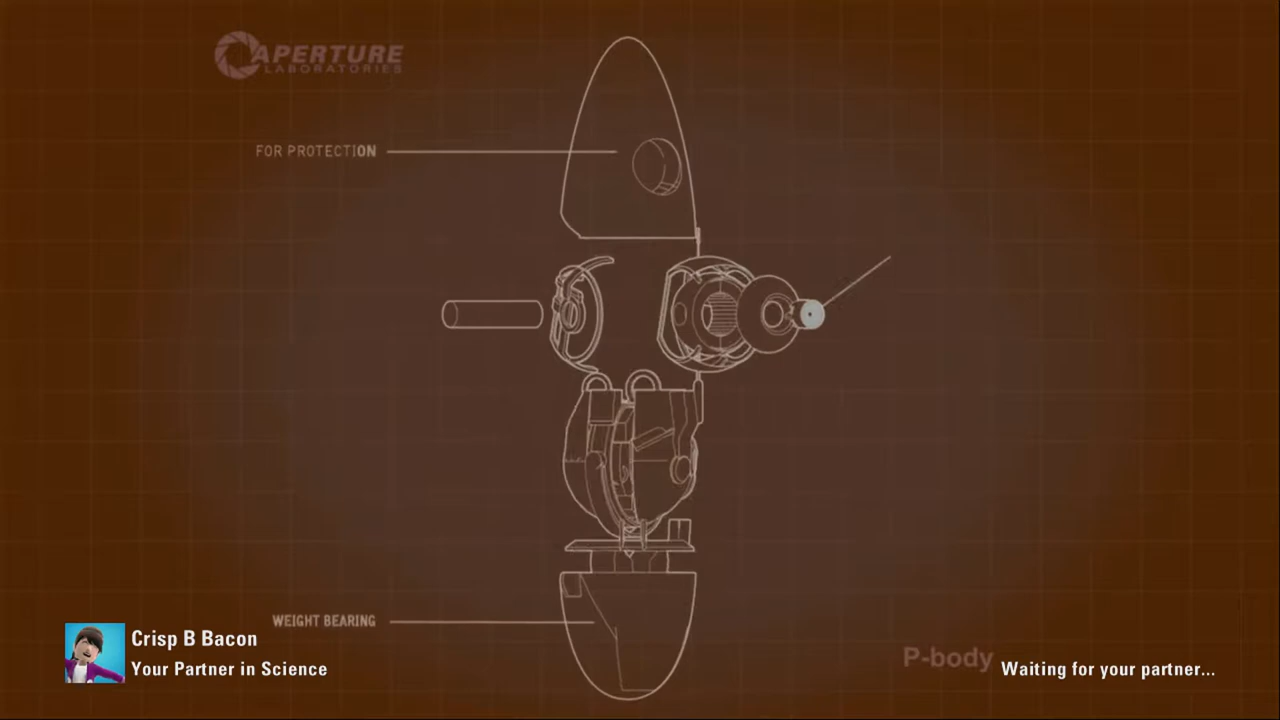 APERTURE
LABORATORIES
FOR PROTECTION
WEIGHT BEARING
Crisp B Bacon
Your Partner in Science
P-body
Waiting for your partner...